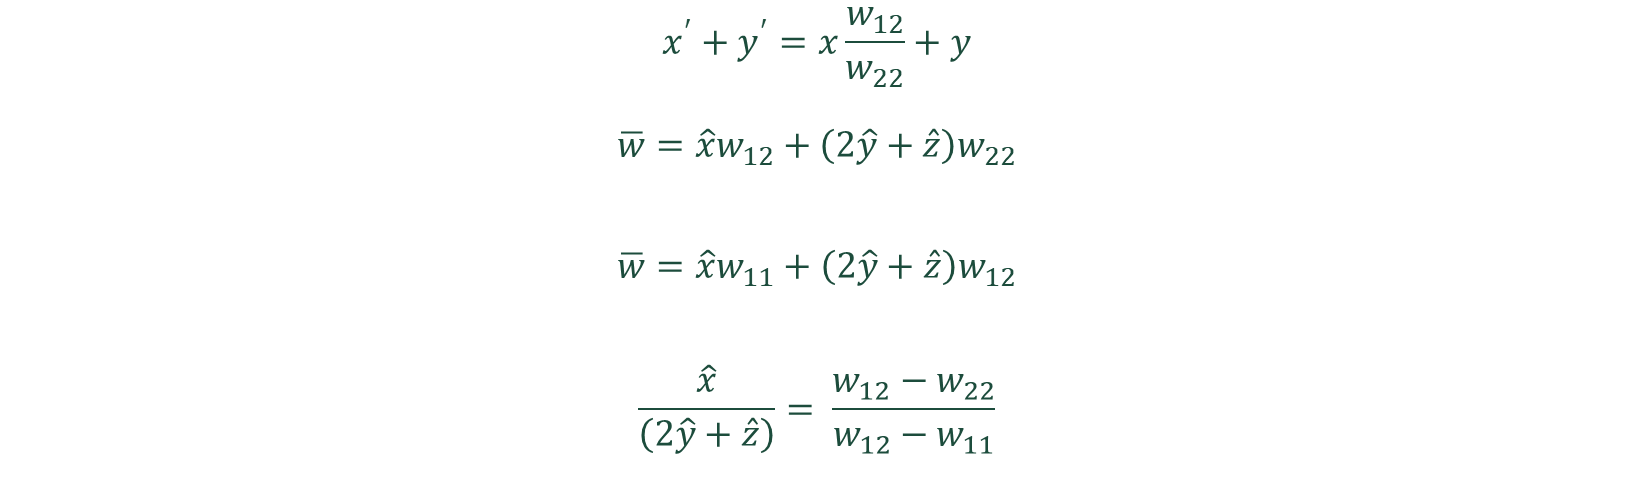 x′ + y′ = x w₁₂/w₂₂ + y
w̅ = x̂w₁₂ + (2ŷ + ẑ)w₂₂
w̅ = x̂w₁₁ + (2ŷ + ẑ)w₁₂
x̂/(2ŷ + ẑ) = (w₁₂ − w₂₂)/(w₁₂ − w₁₁)